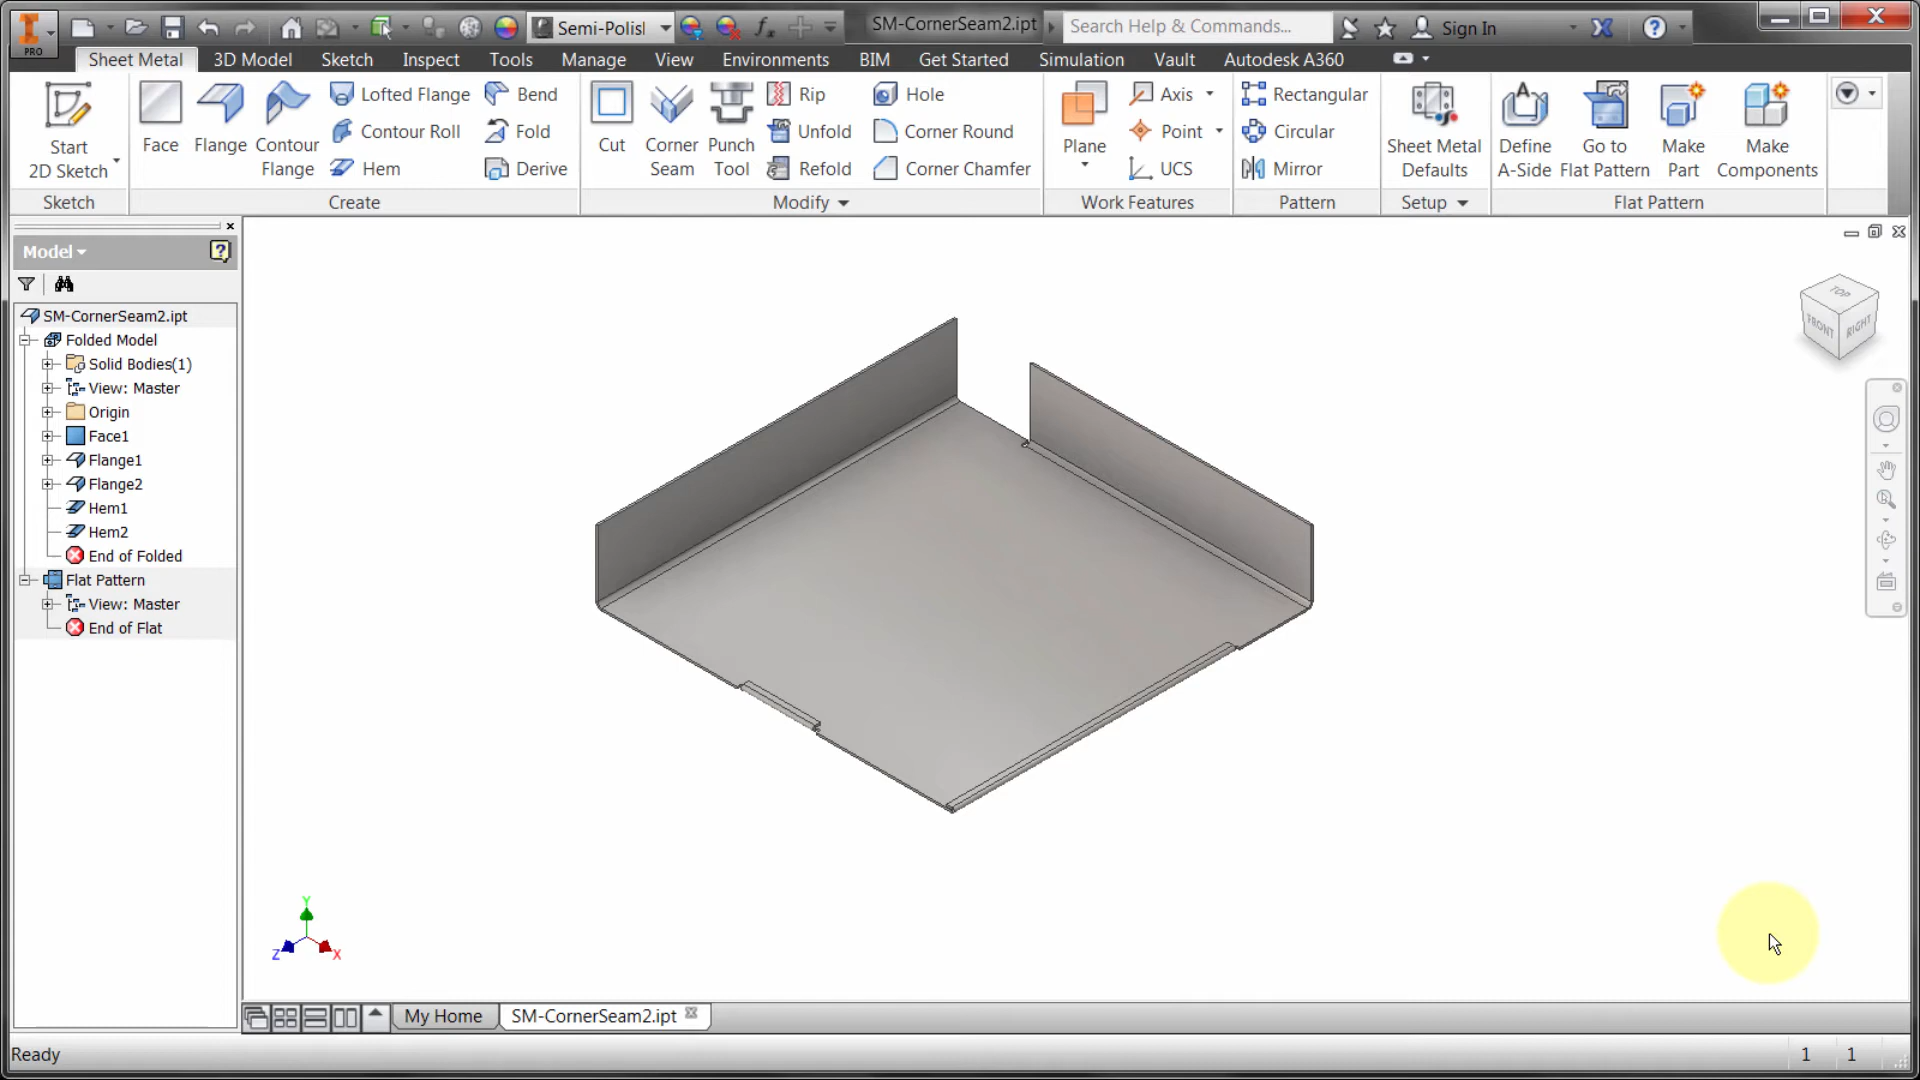 PRO
Semi-Polisl
fx
SM-CornerSeam2.ipt
Search Help & Commands...
Sign In
Sheet Metal 3D Model Sketch Inspect Tools Manage View Environments BIM Get Started Simulation Vault Autodesk A360
Start
2D Sketch
Face
Flange
Contour
Flange
Lofted Flange
Contour Roll
Hem
Bend
Fold
Derive
Cut
Corner
Seam
Punch
Tool
Rip
Unfold
Refold
Hole
Corner Round
Corner Chamfer
Plane
Axis
Point
UCS
Rectangular
Circular
Mirror
Sheet Metal
Defaults
Define
A-Side
Go to
Flat Pattern
Make
Part
Make
Components
Sketch Create Modify Work Features Pattern Setup Flat Pattern
Model
SM-CornerSeam2.ipt
Folded Model
Solid Bodies(1)
View: Master
Origin
Face1
Flange1
Flange2
Hem1
Hem2
End of Folded
Flat Pattern
View: Master
End of Flat
TOP
FRONT
RIGHT
Y
Z
X
My Home
SM-CornerSeam2.ipt
Ready
1 1